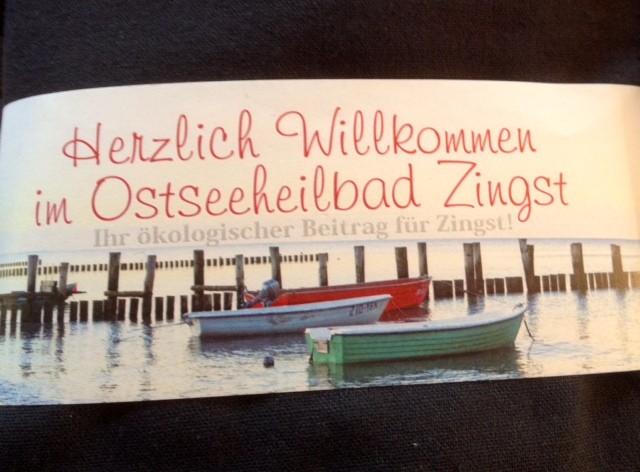 Herzlich Willkommen
im Ostseeheilbad Zingst
Ihr ökologischer Beitrag für Zingst!